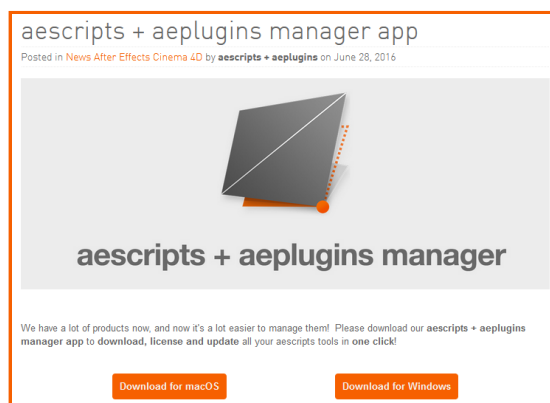 aescripts + aeplugins manager app
Posted in News After Effects Cinema 4D by aescripts + aeplugins on June 28, 2016
aescripts + aeplugins manager
We have a lot of products now, and now it's a lot easier to manage them!  Please download our aescripts + aeplugins
manager app to download, license and update all your aescripts tools in one click!
Download for macOS
Download for Windows